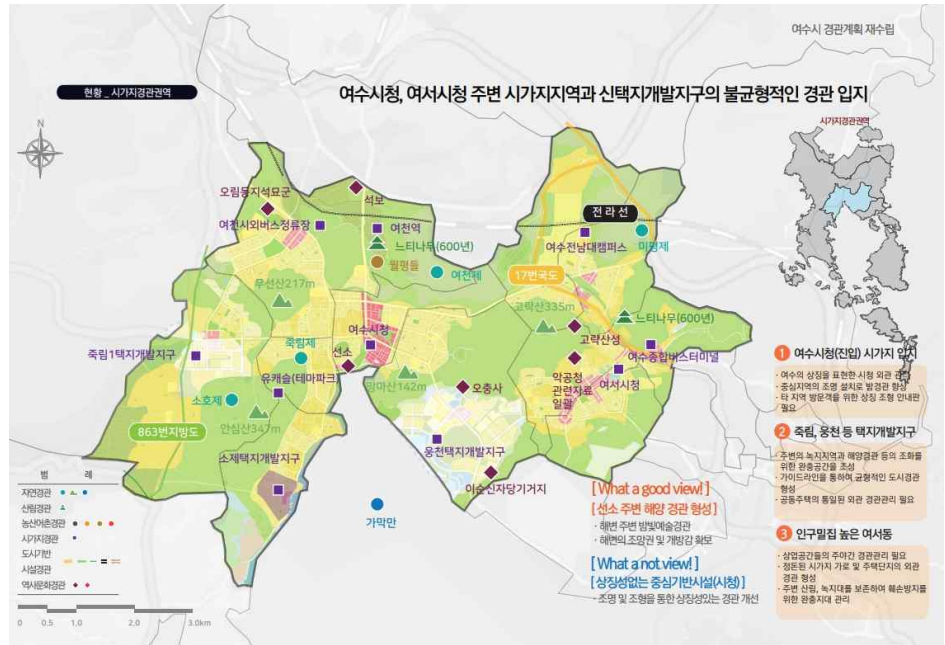 여수시 경관계획 재수립
현황 _ 시가지경관권역
여수시청, 여서시청 주변 시가지지역과 신택지개발지구의 불균형적인 경관 입지
시가지경관권역
N
오림동지석묘군
석보
여천시외버스정류장
여천역
느티나무(600년)
월평들
여천제
전 라 선
여수전남대캠퍼스
미평제
17번국도
무선산217m
고락산335m
느티나무(600년)
고락산성
여수시청
죽림1택지개발지구
죽림제
선소
유캐슬(테마파크)
망마산142m
오충사
악공청
관련자료
일괄
여수종합버스터미널
여서시청
소호제
안심산347m
863번지방도
소제택지개발지구
웅천택지개발지구
이순신자당기거지
가막만
범 례
자연경관
산림경관
농산어촌경관
시가지경관
도시기반
시설경관
역사문화경관
0 0.5 1.0 2.0 3.0km
[ What a good view! ]
[ 선소 주변 해양 경관 형성 ]
· 해변 주변 밤빛예술경관
· 해변의 조망권 및 개방감 확보
[ What a not view! ]
[ 상징성없는 중심기반시설(시청) ]
· 조명 및 조형을 통한 상징성있는 경관 개선
1 여수시청(진입) 시가지 입지
· 여수의 상징을 표현한 시청 외관 관리
· 중심지역의 조명 설치로 밤경관 형성
· 타 지역 방문객을 위한 상징 조형 안내판
필요
2 죽림, 웅천 등 택지개발지구
· 주변의 녹지지역과 해양경관 등의 조화를
위한 완충공간을 조성
· 가이드라인을 통하여 균형적인 도시경관
형성
· 공동주택의 통일된 외관 경관관리 필요
3 인구밀집 높은 여서동
· 상업공간들의 주야간 경관관리 필요
· 정돈된 시가지 가로 및 주택단지의 외관
경관 형성
· 주변 산림, 녹지대를 보존하여 훼손방지를
위한 완충지대 관리